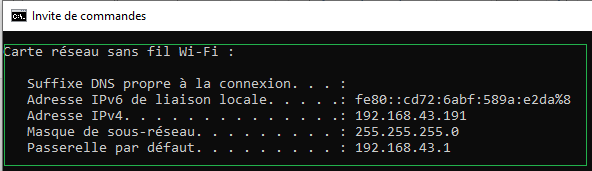 Invite de commandes
Carte réseau sans fil Wi-Fi :
Suffixe DNS propre à la connexion. . . :
Adresse IPv6 de liaison locale. . . . .: fe80::cd72:6abf:589a:e2da%8
Adresse IPv4. . . . . . . . . . . . . .: 192.168.43.191
Masque de sous-réseau. . . . . . . . . : 255.255.255.0
Passerelle par défaut. . . . . . . . . : 192.168.43.1